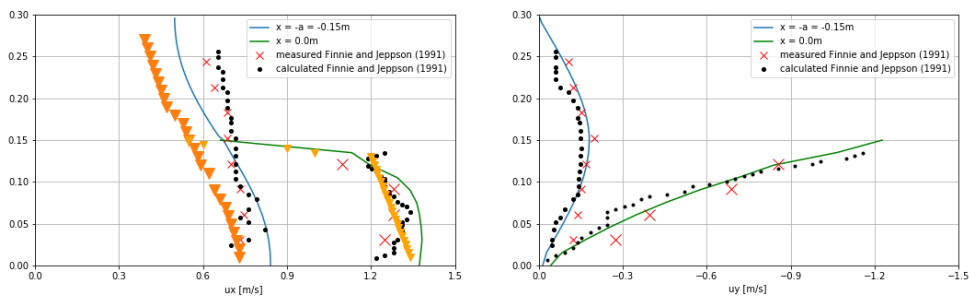 x = -a = -0.15m
x = 0.0m
measured Finnie and Jeppson (1991)
calculated Finnie and Jeppson (1991)
0.30
0.25
0.20
0.15
0.10
0.05
0.00
0.0 0.3 0.6 0.9 1.2 1.5
ux [m/s]
x = -a = -0.15m
x = 0.0m
measured Finnie and Jeppson (1991)
calculated Finnie and Jeppson (1991)
0.30
0.25
0.20
0.15
0.10
0.05
0.00
0.0 −0.3 −0.6 −0.9 −1.2 −1.5
uy [m/s]